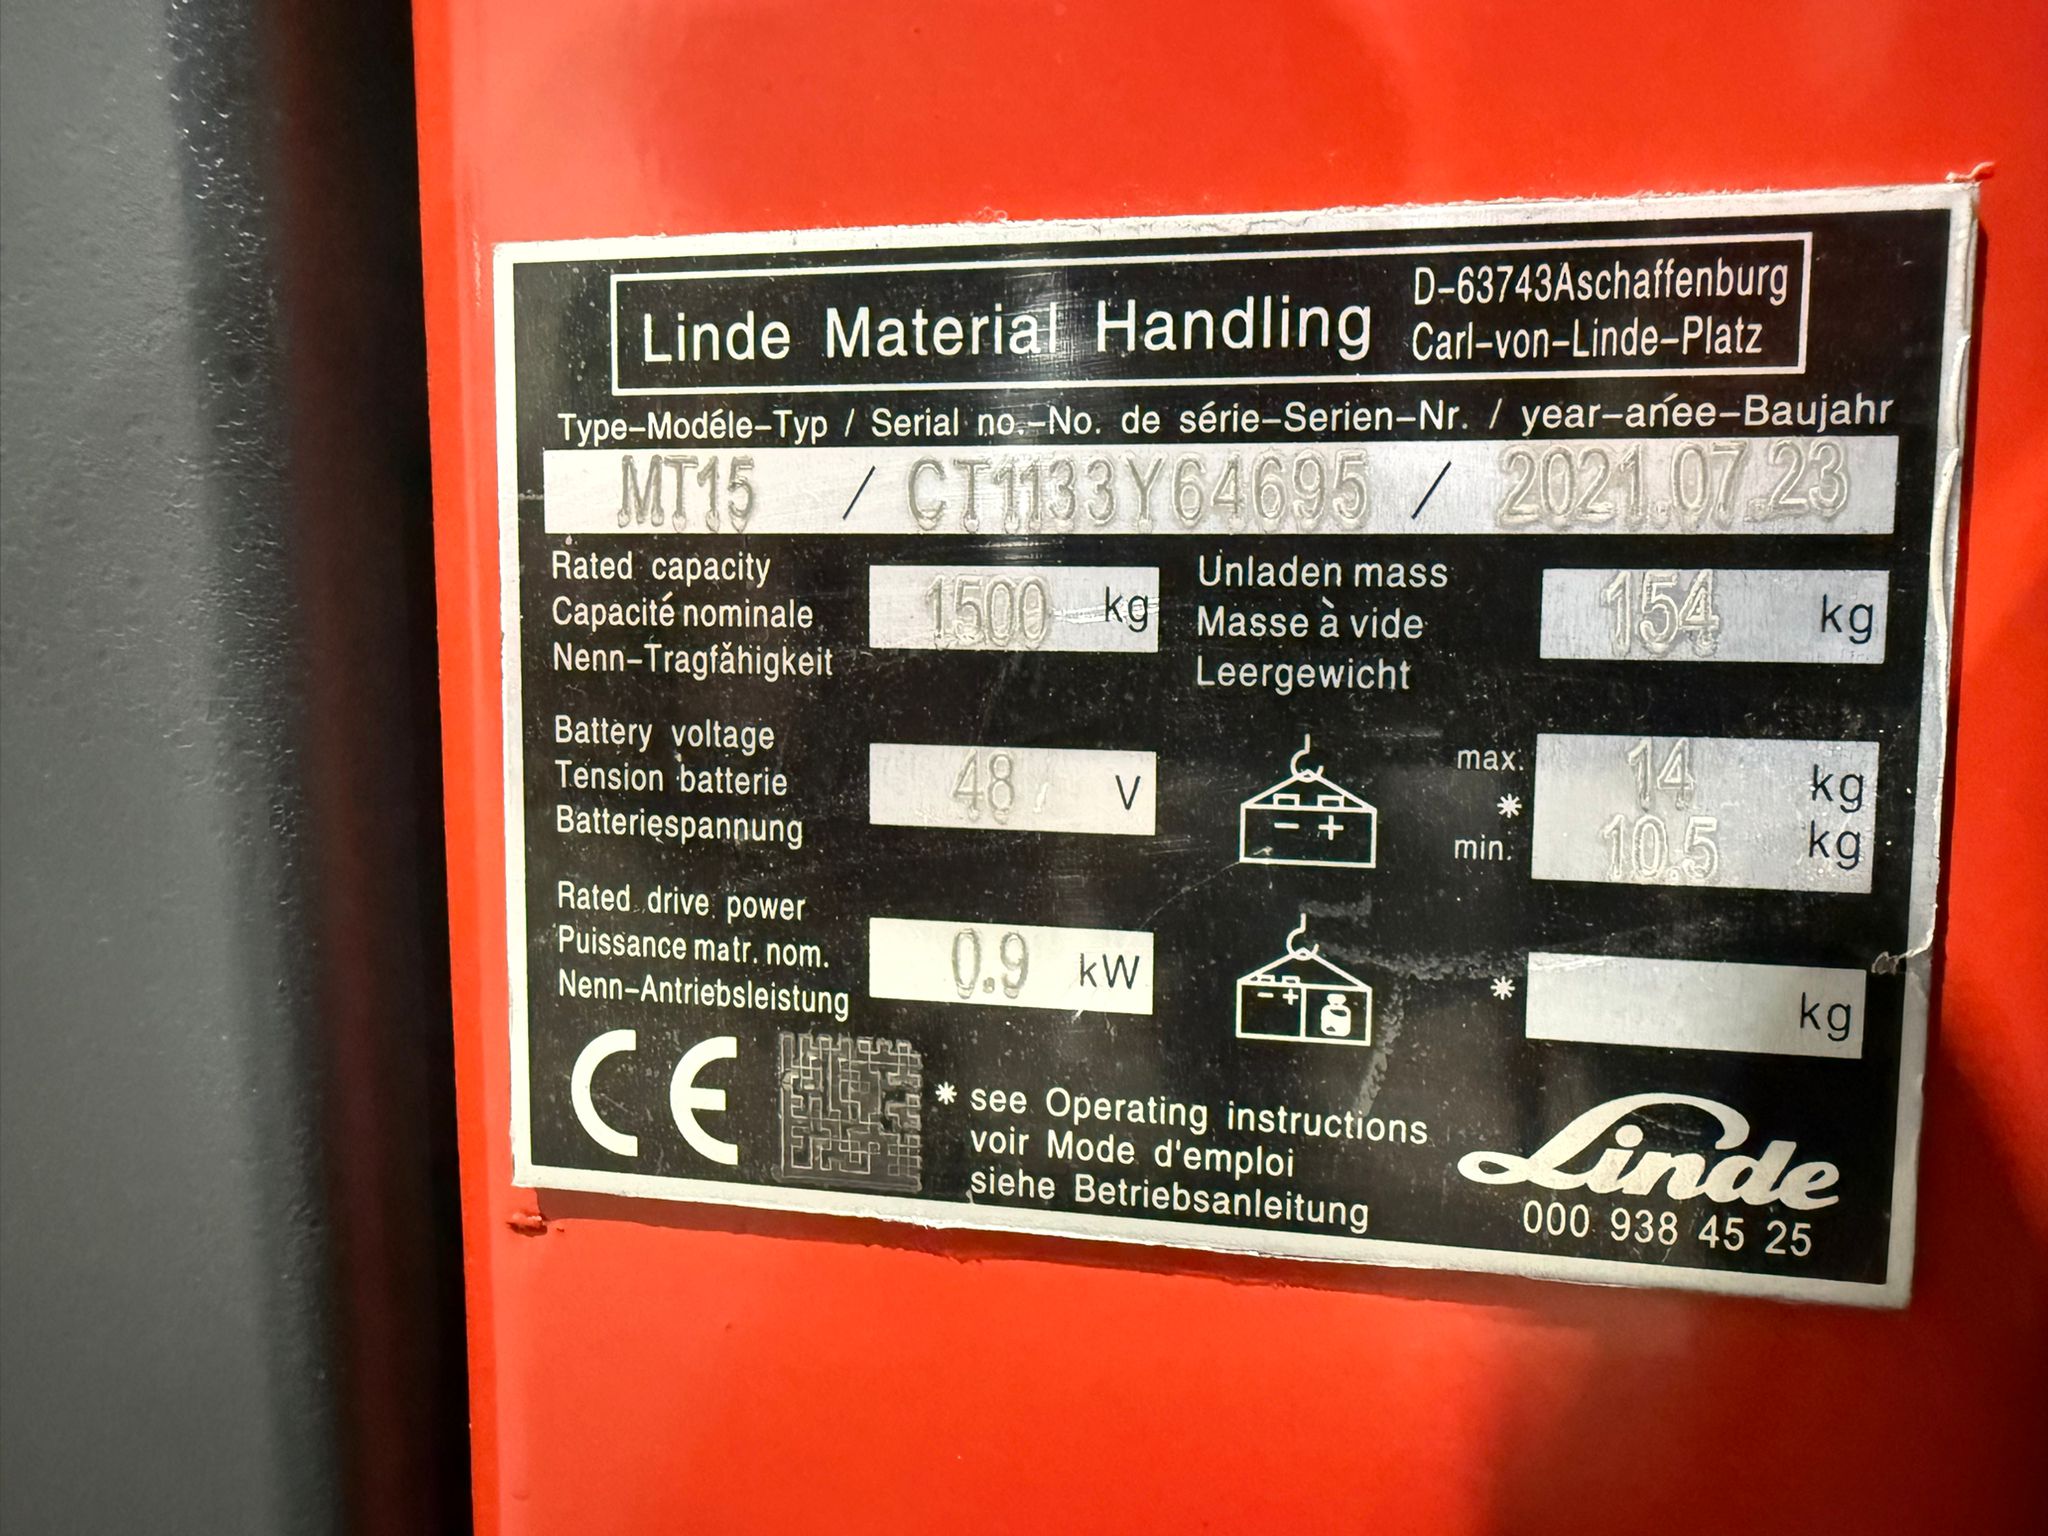 Linde Material Handling
D-63743Aschaffenburg
Carl-von-Linde-Platz
Type-Modéle-Typ / Serial no.-No. de série-Serien-Nr. / year-ańee-Baujahr
MT15 / CT1133Y64695 / 2021.07.23
Rated capacity
Capacité nominale
Nenn-Tragfăhigkeit
1500 kg
Unladen mass
Masse à vide
Leergewicht
154 kg
Battery voltage
Tension batterie
Batteriespannung
48 V
max. 14 kg
*
min. 10.5 kg
Rated drive power
Puissance matr. nom.
Nenn-Antriebsleistung
0.9 kW
* kg
CE
* see Operating instructions
voir Mode d'emploi
siehe Betriebsanleitung
Linde
000 938 45 25